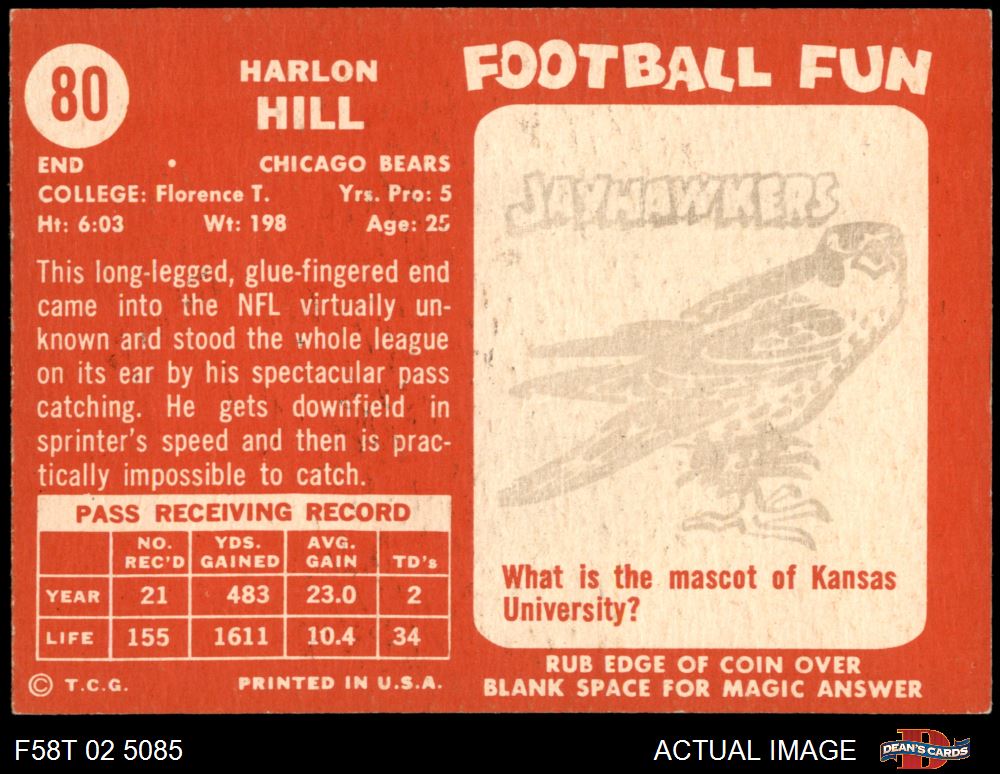 80
HARLON
HILL
END • CHICAGO BEARS
COLLEGE: Florence T. Yrs. Pro: 5
Ht: 6:03 Wt: 198 Age: 25
This long-legged, glue-fingered end
came into the NFL virtually un-
known and stood the whole league
on its ear by his spectacular pass
catching. He gets downfield in
sprinter's speed and then is prac-
tically impossible to catch.
PASS RECEIVING RECORD
NO. REC'D YDS. GAINED AVG. GAIN TD's
YEAR 21 483 23.0 2
LIFE 155 1611 10.4 34
© T.C.G. PRINTED IN U.S.A.
FOOTBALL FUN
JAYHAWKERS
What is the mascot of Kansas
University?
RUB EDGE OF COIN OVER
BLANK SPACE FOR MAGIC ANSWER
F58T 02 5085
ACTUAL IMAGE
DEAN'S CARDS